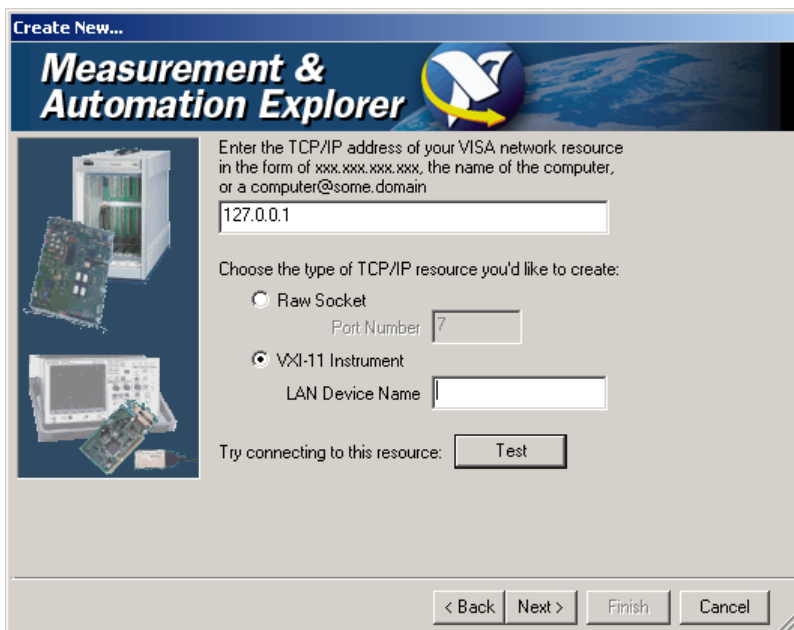 Create New...
Measurement &
Automation Explorer
Enter the TCP/IP address of your VISA network resource
in the form of xxx.xxx.xxx.xxx, the name of the computer,
or a computer@some.domain
127.0.0.1
Choose the type of TCP/IP resource you'd like to create:
Raw Socket
Port Number 7
VXI-11 Instrument
LAN Device Name
Try connecting to this resource: Test
< Back Next > Finish Cancel